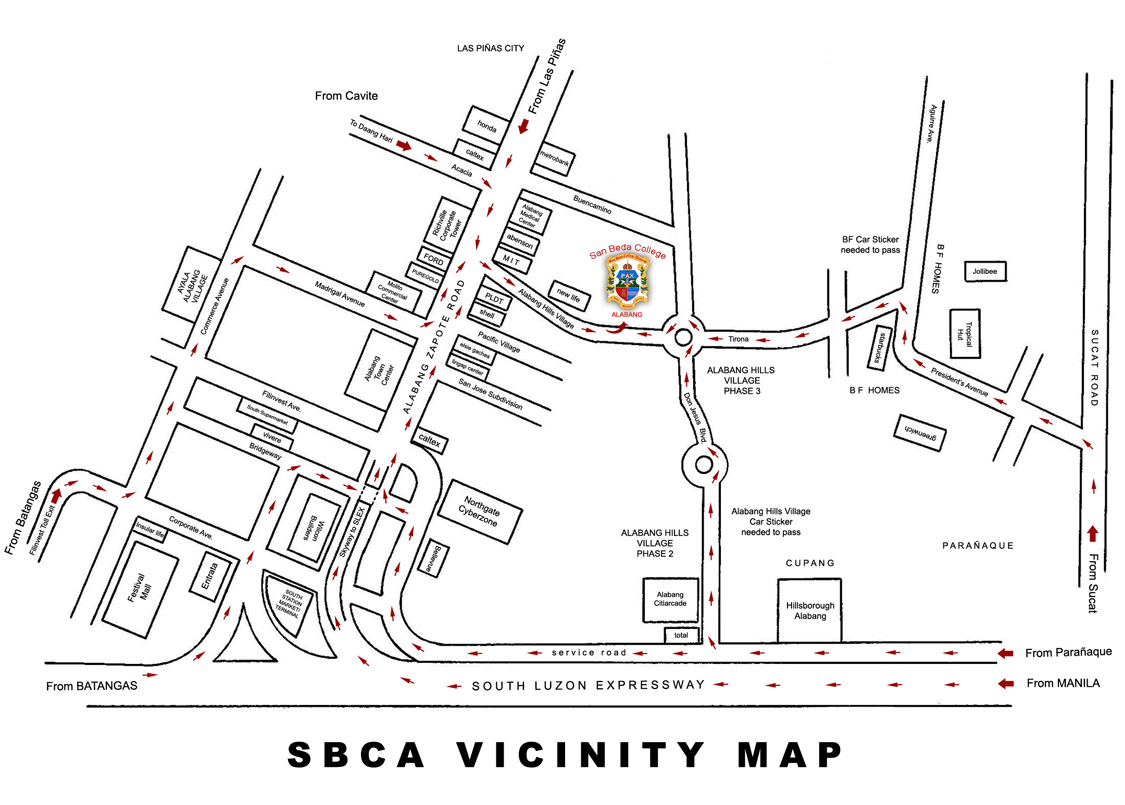 LAS PIÑAS CITY
From Las Piñas
From Cavite
To Daang Hari
honda
caltex
Acacia
metrobank
Buencamino
Aguirre Ave.
Richville
Corporate
Tower
Alabang
Medical
Center
abenson
M I T
FORD
PUREGOLD
Molito
Commercial
Center
AYALA
ALABANG
VILLAGE
Commerce Avenue
Madrigal Avenue
ALABANG ZAPOTE ROAD
PLDT
shell
Alabang Hills Village
new life
San Beda College
PAX
ALABANG
BF Car Sticker
needed to pass
B F HOMES
Jollibee
Tropical
Hut
Starbucks
Tirona
B F HOMES
President's Avenue
greenwich
SUCAT ROAD
Pacific Village
elsie gaches
lingap center
San Jose Subdivision
Alabang
Town
Center
ALABANG HILLS
VILLAGE
PHASE 3
Don Jesus Blvd.
Filinvest Ave.
South Supermarket
vivere
Bridgeway
caltex
From Batangas
Filinvest Toll Exit
Corporate Ave.
insular life
Festival
Mall
Entrata
Wilcon
Builders
Skyway to SLEX
Northgate
Cyberzone
Bellevue
SOUTH
STATION
MARKET/
TERMINAL
ALABANG HILLS
VILLAGE
PHASE 2
Alabang Hills Village
Car Sticker
needed to pass
PARAÑAQUE
CUPANG
Alabang
Citiarcade
total
Hillsborough
Alabang
From Sucat
service road
From Parañaque
From BATANGAS
SOUTH LUZON EXPRESSWAY
From MANILA
SBCA VICINITY MAP